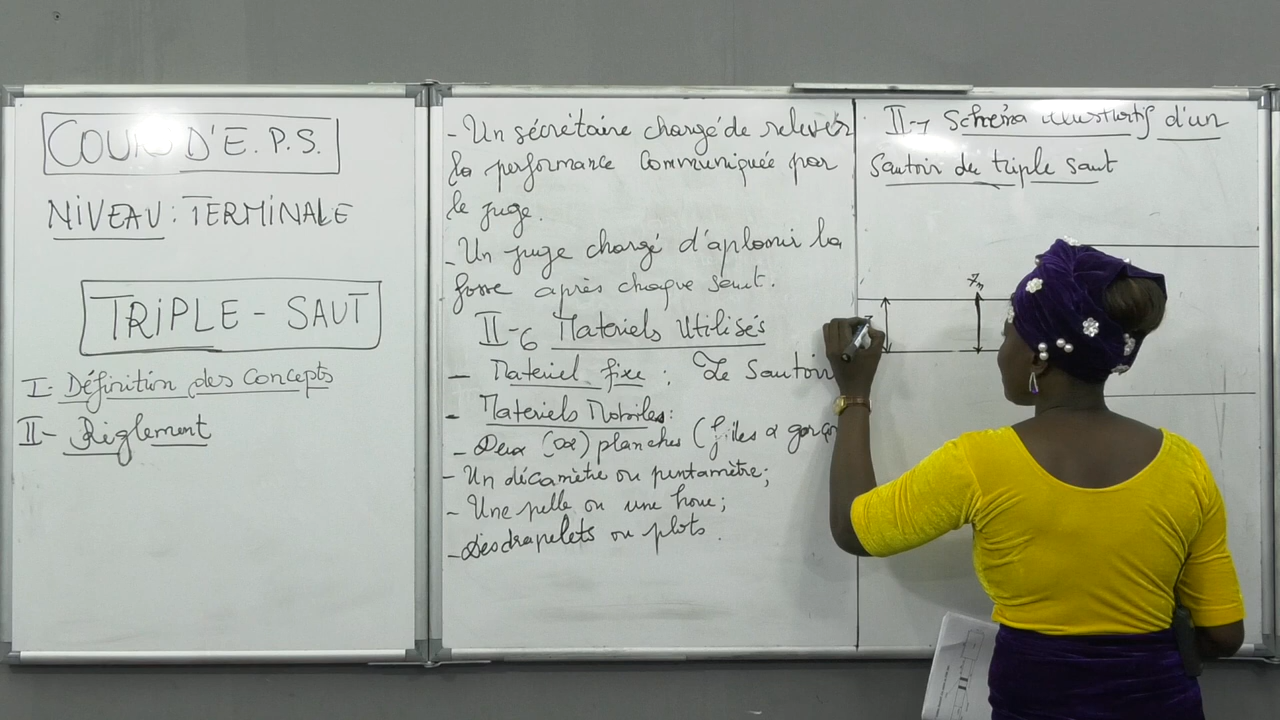 COURS D'E.P.S.
NIVEAU : TERMINALE
TRIPLE - SAUT
I- Définition des Concepts
II- Règlement
- Un sécrétaire chargé de relever
la performance communiquée par
le juge.
- Un juge chargé d'aplanir la
fosse après chaque saut.
II-6 Materiels Utilisés
- Materiel fixe : Le Sautoir
- Materiels Mobiles :
- Deux (02) planches (filles & garçon
- Un décamètre ou pentamètre ;
- Une pelle ou une houe ;
- Des drapelets ou plots .
II-7 Schéma illustratif d'un
sautoir de triple saut